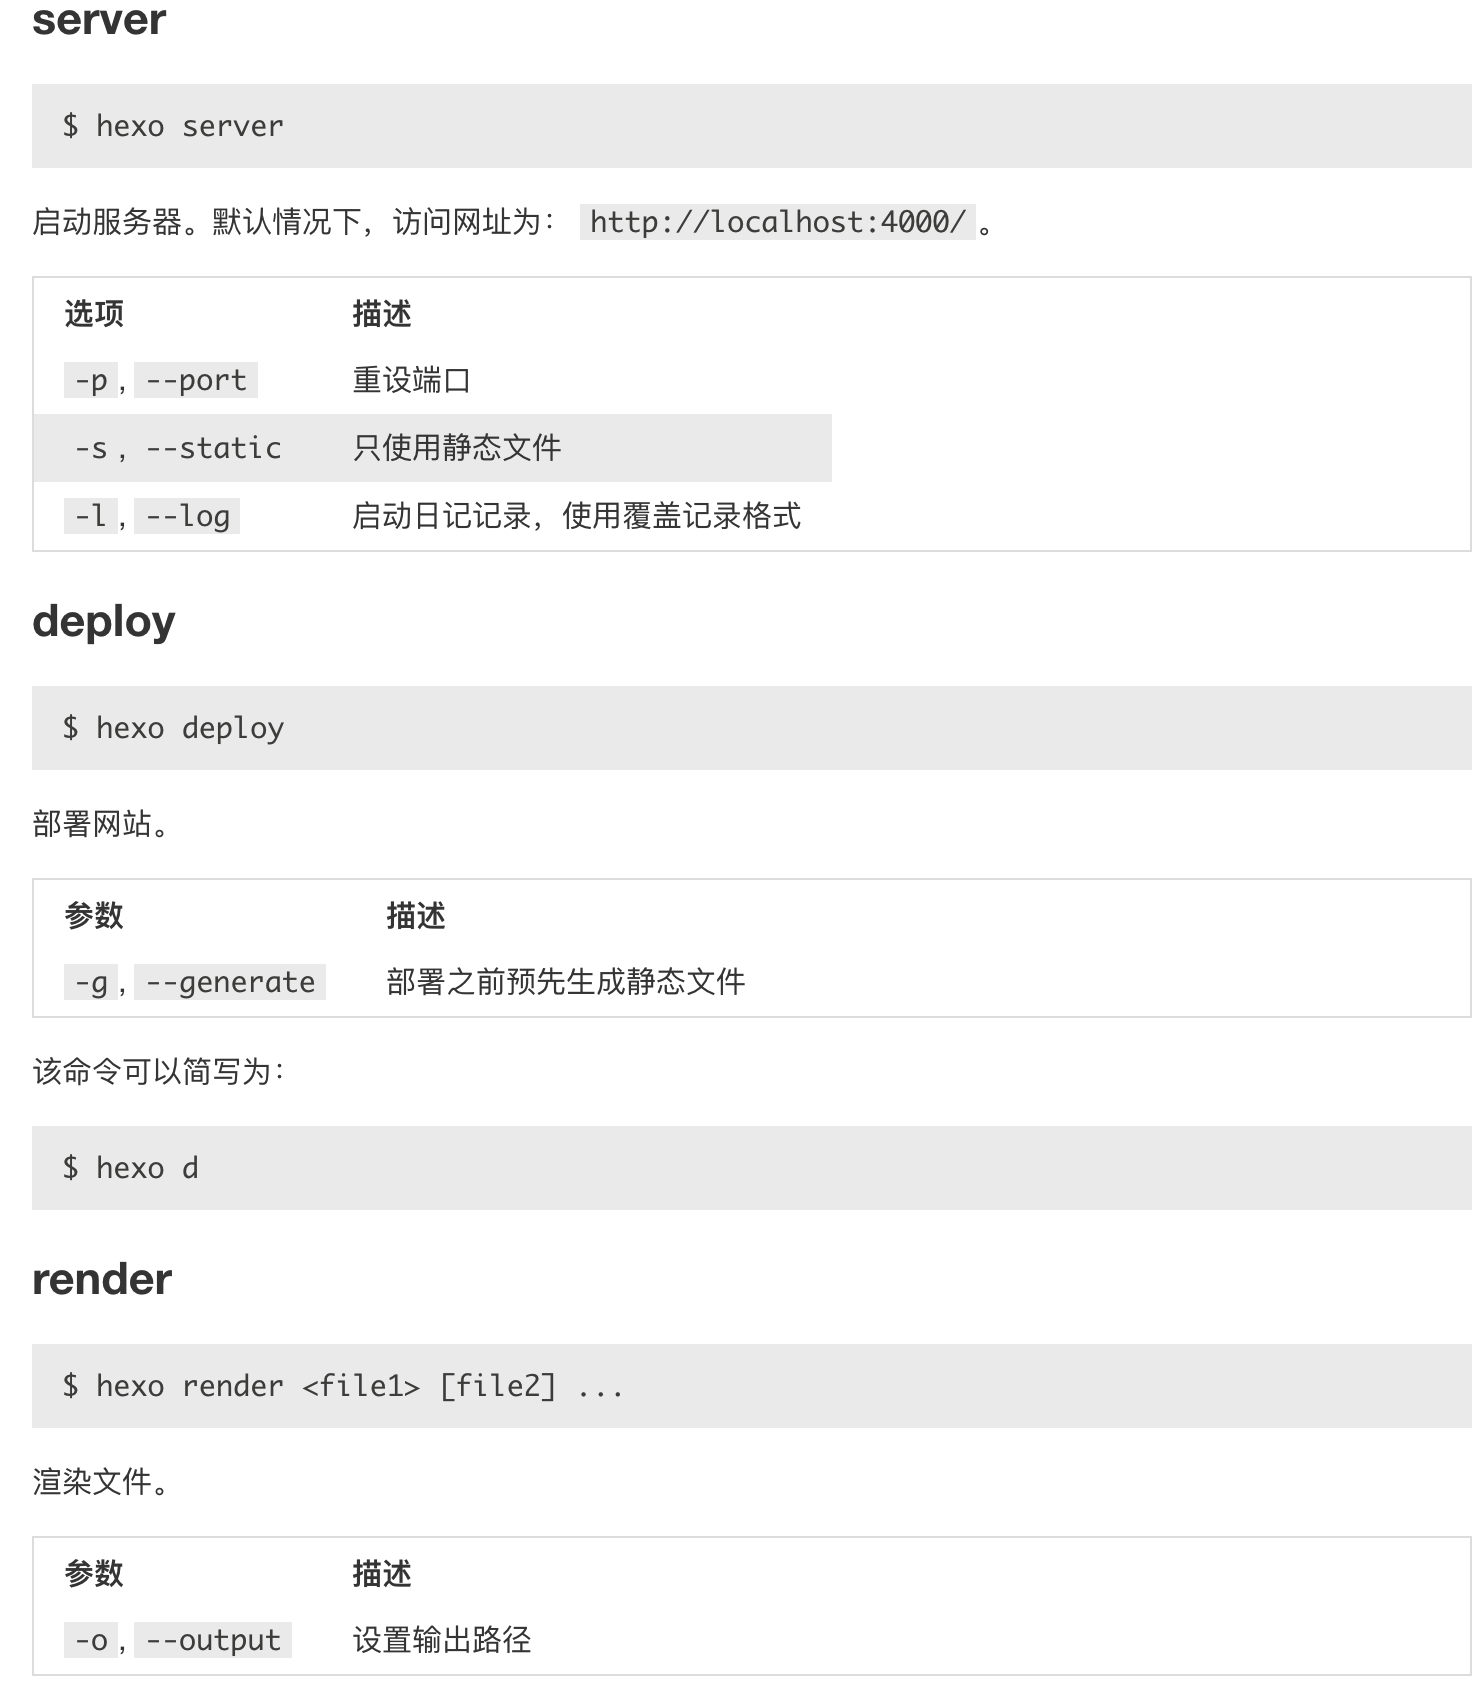 server
$ hexo server
启动服务器。默认情况下，访问网址为： http://localhost:4000/。
选项 描述
-p, --port 重设端口
-s, --static 只使用静态文件
-l, --log 启动日记记录，使用覆盖记录格式
deploy
$ hexo deploy
部署网站。
参数 描述
-g, --generate 部署之前预先生成静态文件
该命令可以简写为：
$ hexo d
render
$ hexo render <file1> [file2] ...
渲染文件。
参数 描述
-o, --output 设置输出路径